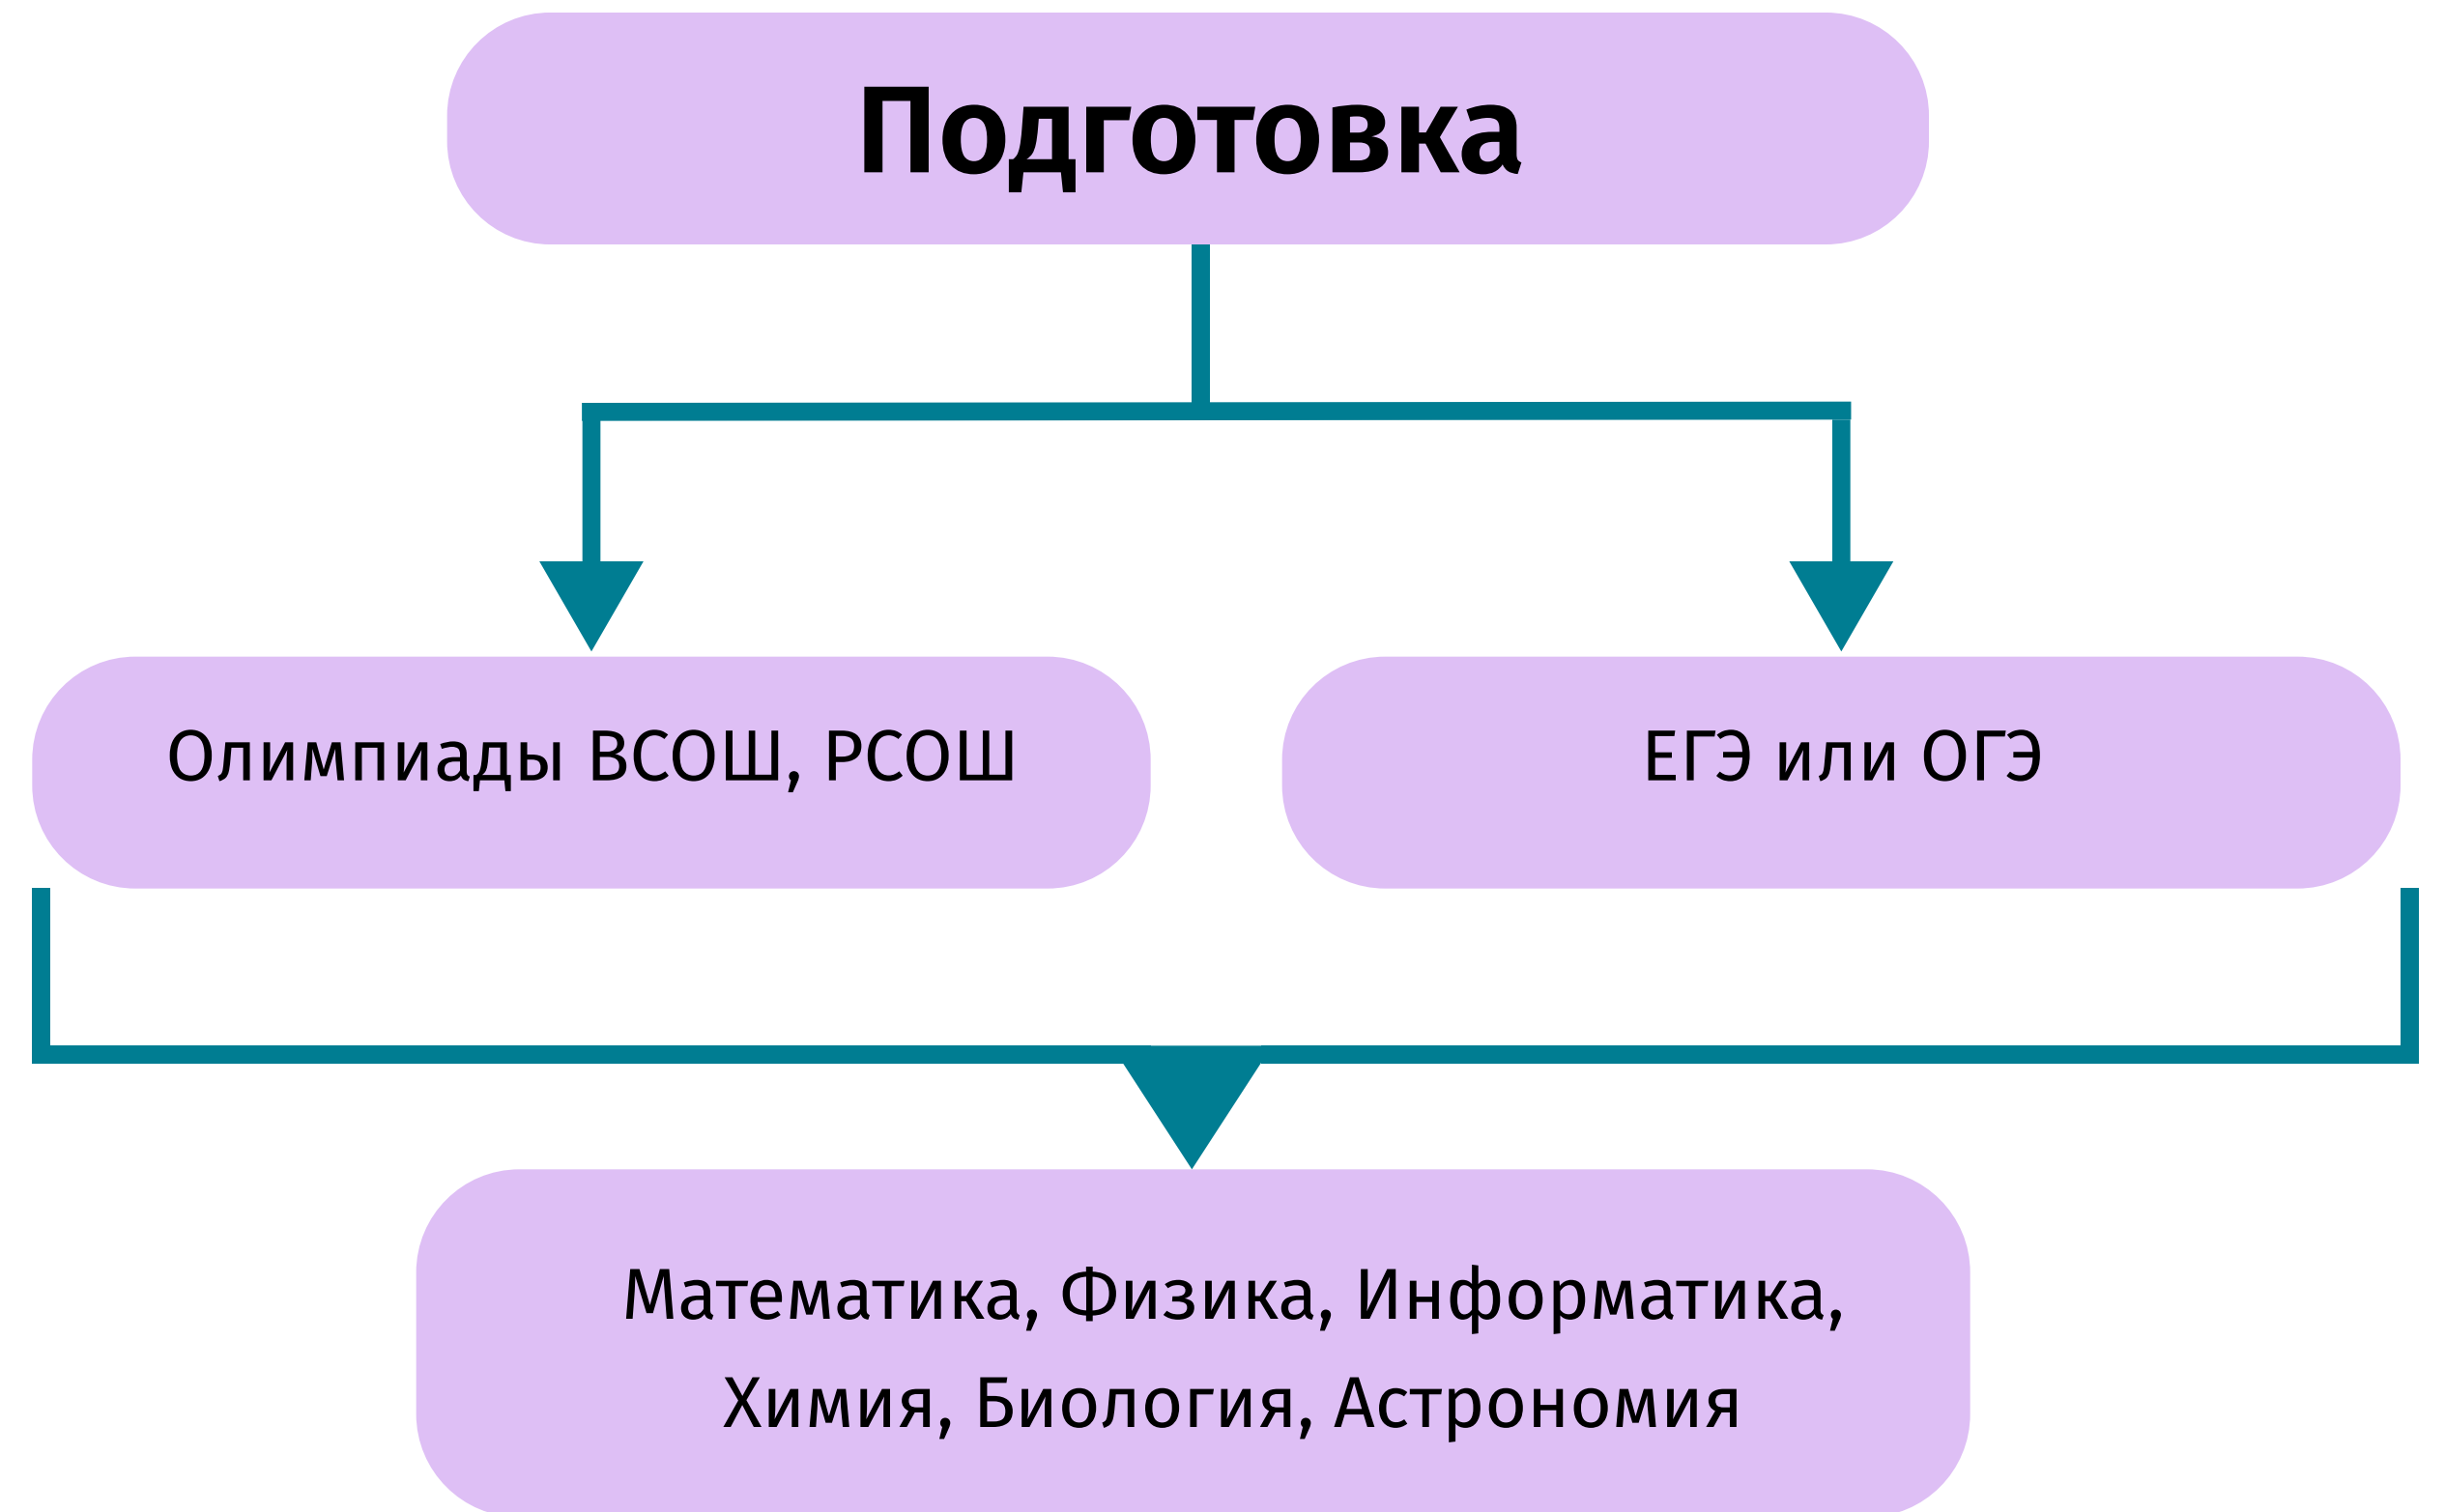 Подготовка
Олимпиады ВСОШ, РСОШ
ЕГЭ или ОГЭ
Математика, Физика, Информатика,
Химия, Биология, Астрономия